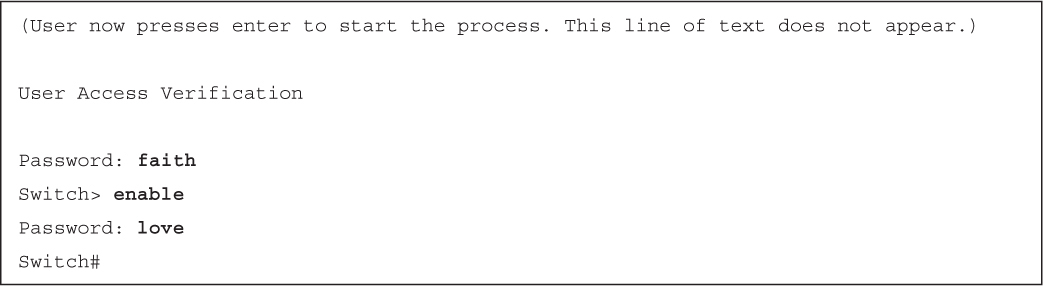 (User now presses enter to start the process. This line of text does not appear.)
User Access Verification
Password: faith
Switch> enable
Password: love
Switch#